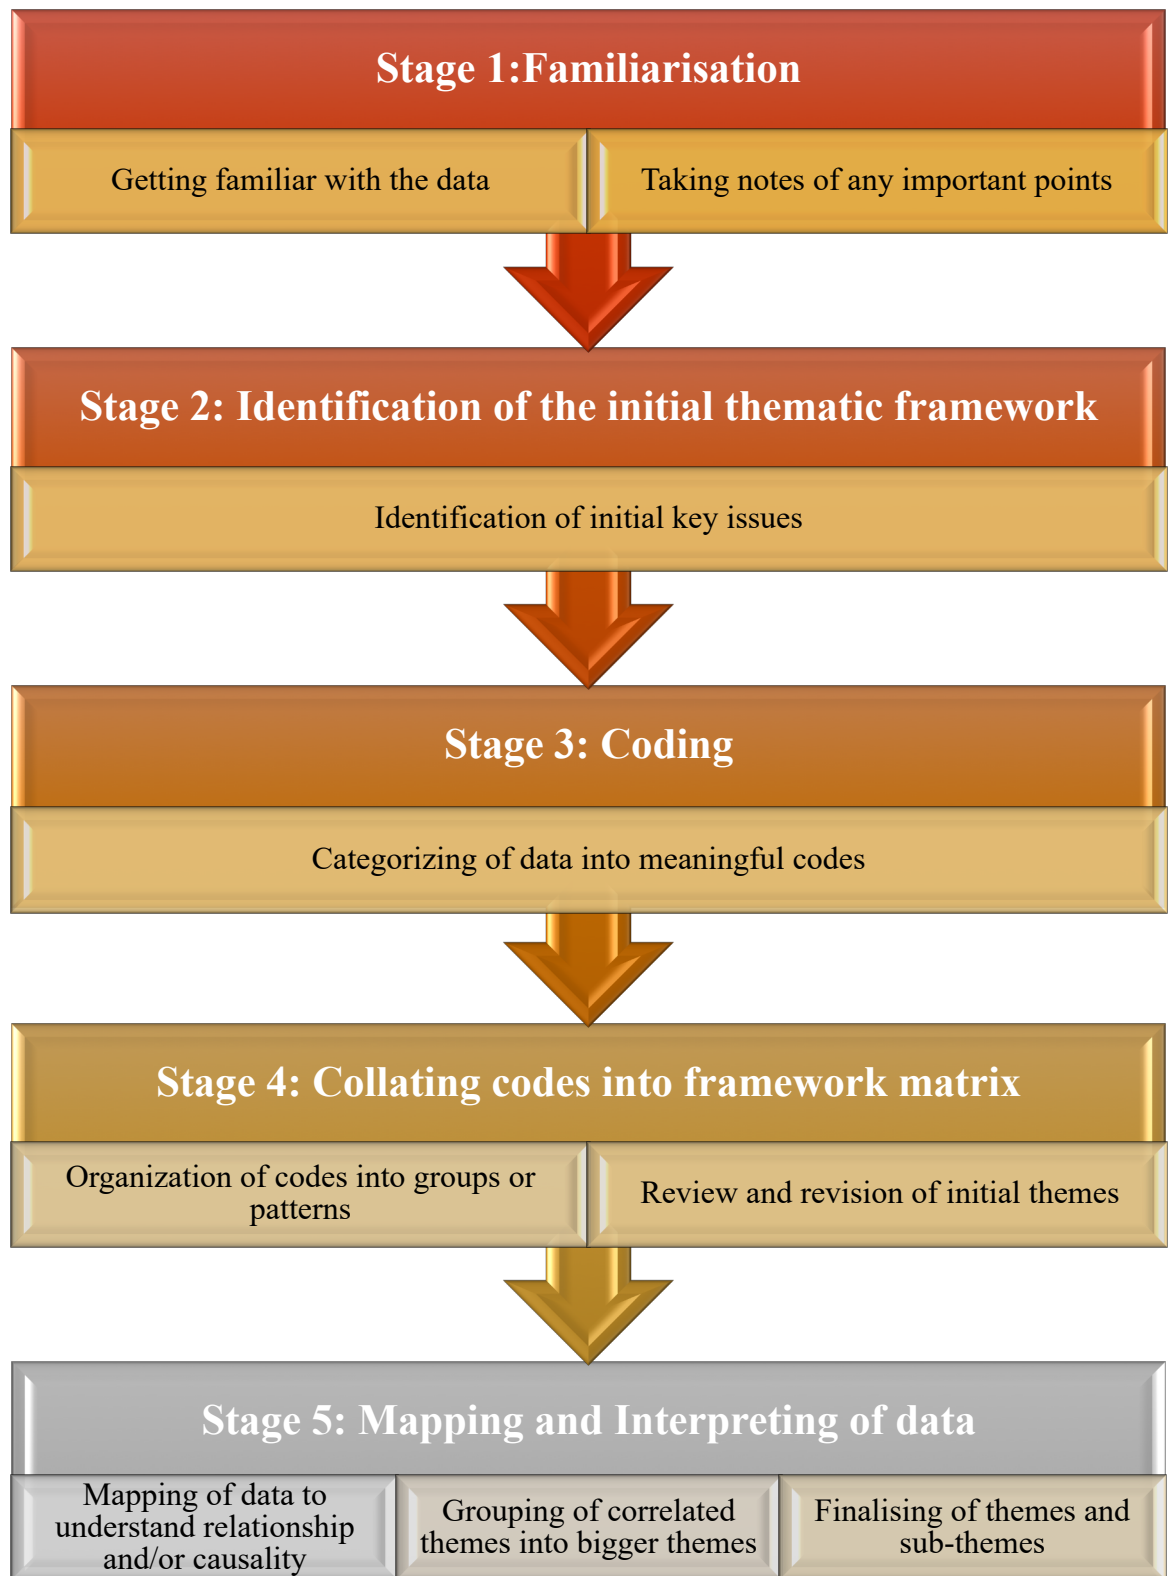 Stage 1:Familiarisation
Getting familiar with the data
Taking notes of any important points
Stage 2: Identification of the initial thematic framework
Identification of initial key issues
Stage 3: Coding
Categorizing of data into meaningful codes
Stage 4: Collating codes into framework matrix
Organization of codes into groups or
patterns
Review and revision of initial themes
Stage 5: Mapping and Interpreting of data
Mapping of data to
understand relationship
and/or causality
Grouping of correlated
themes into bigger themes
Finalising of themes and
sub-themes